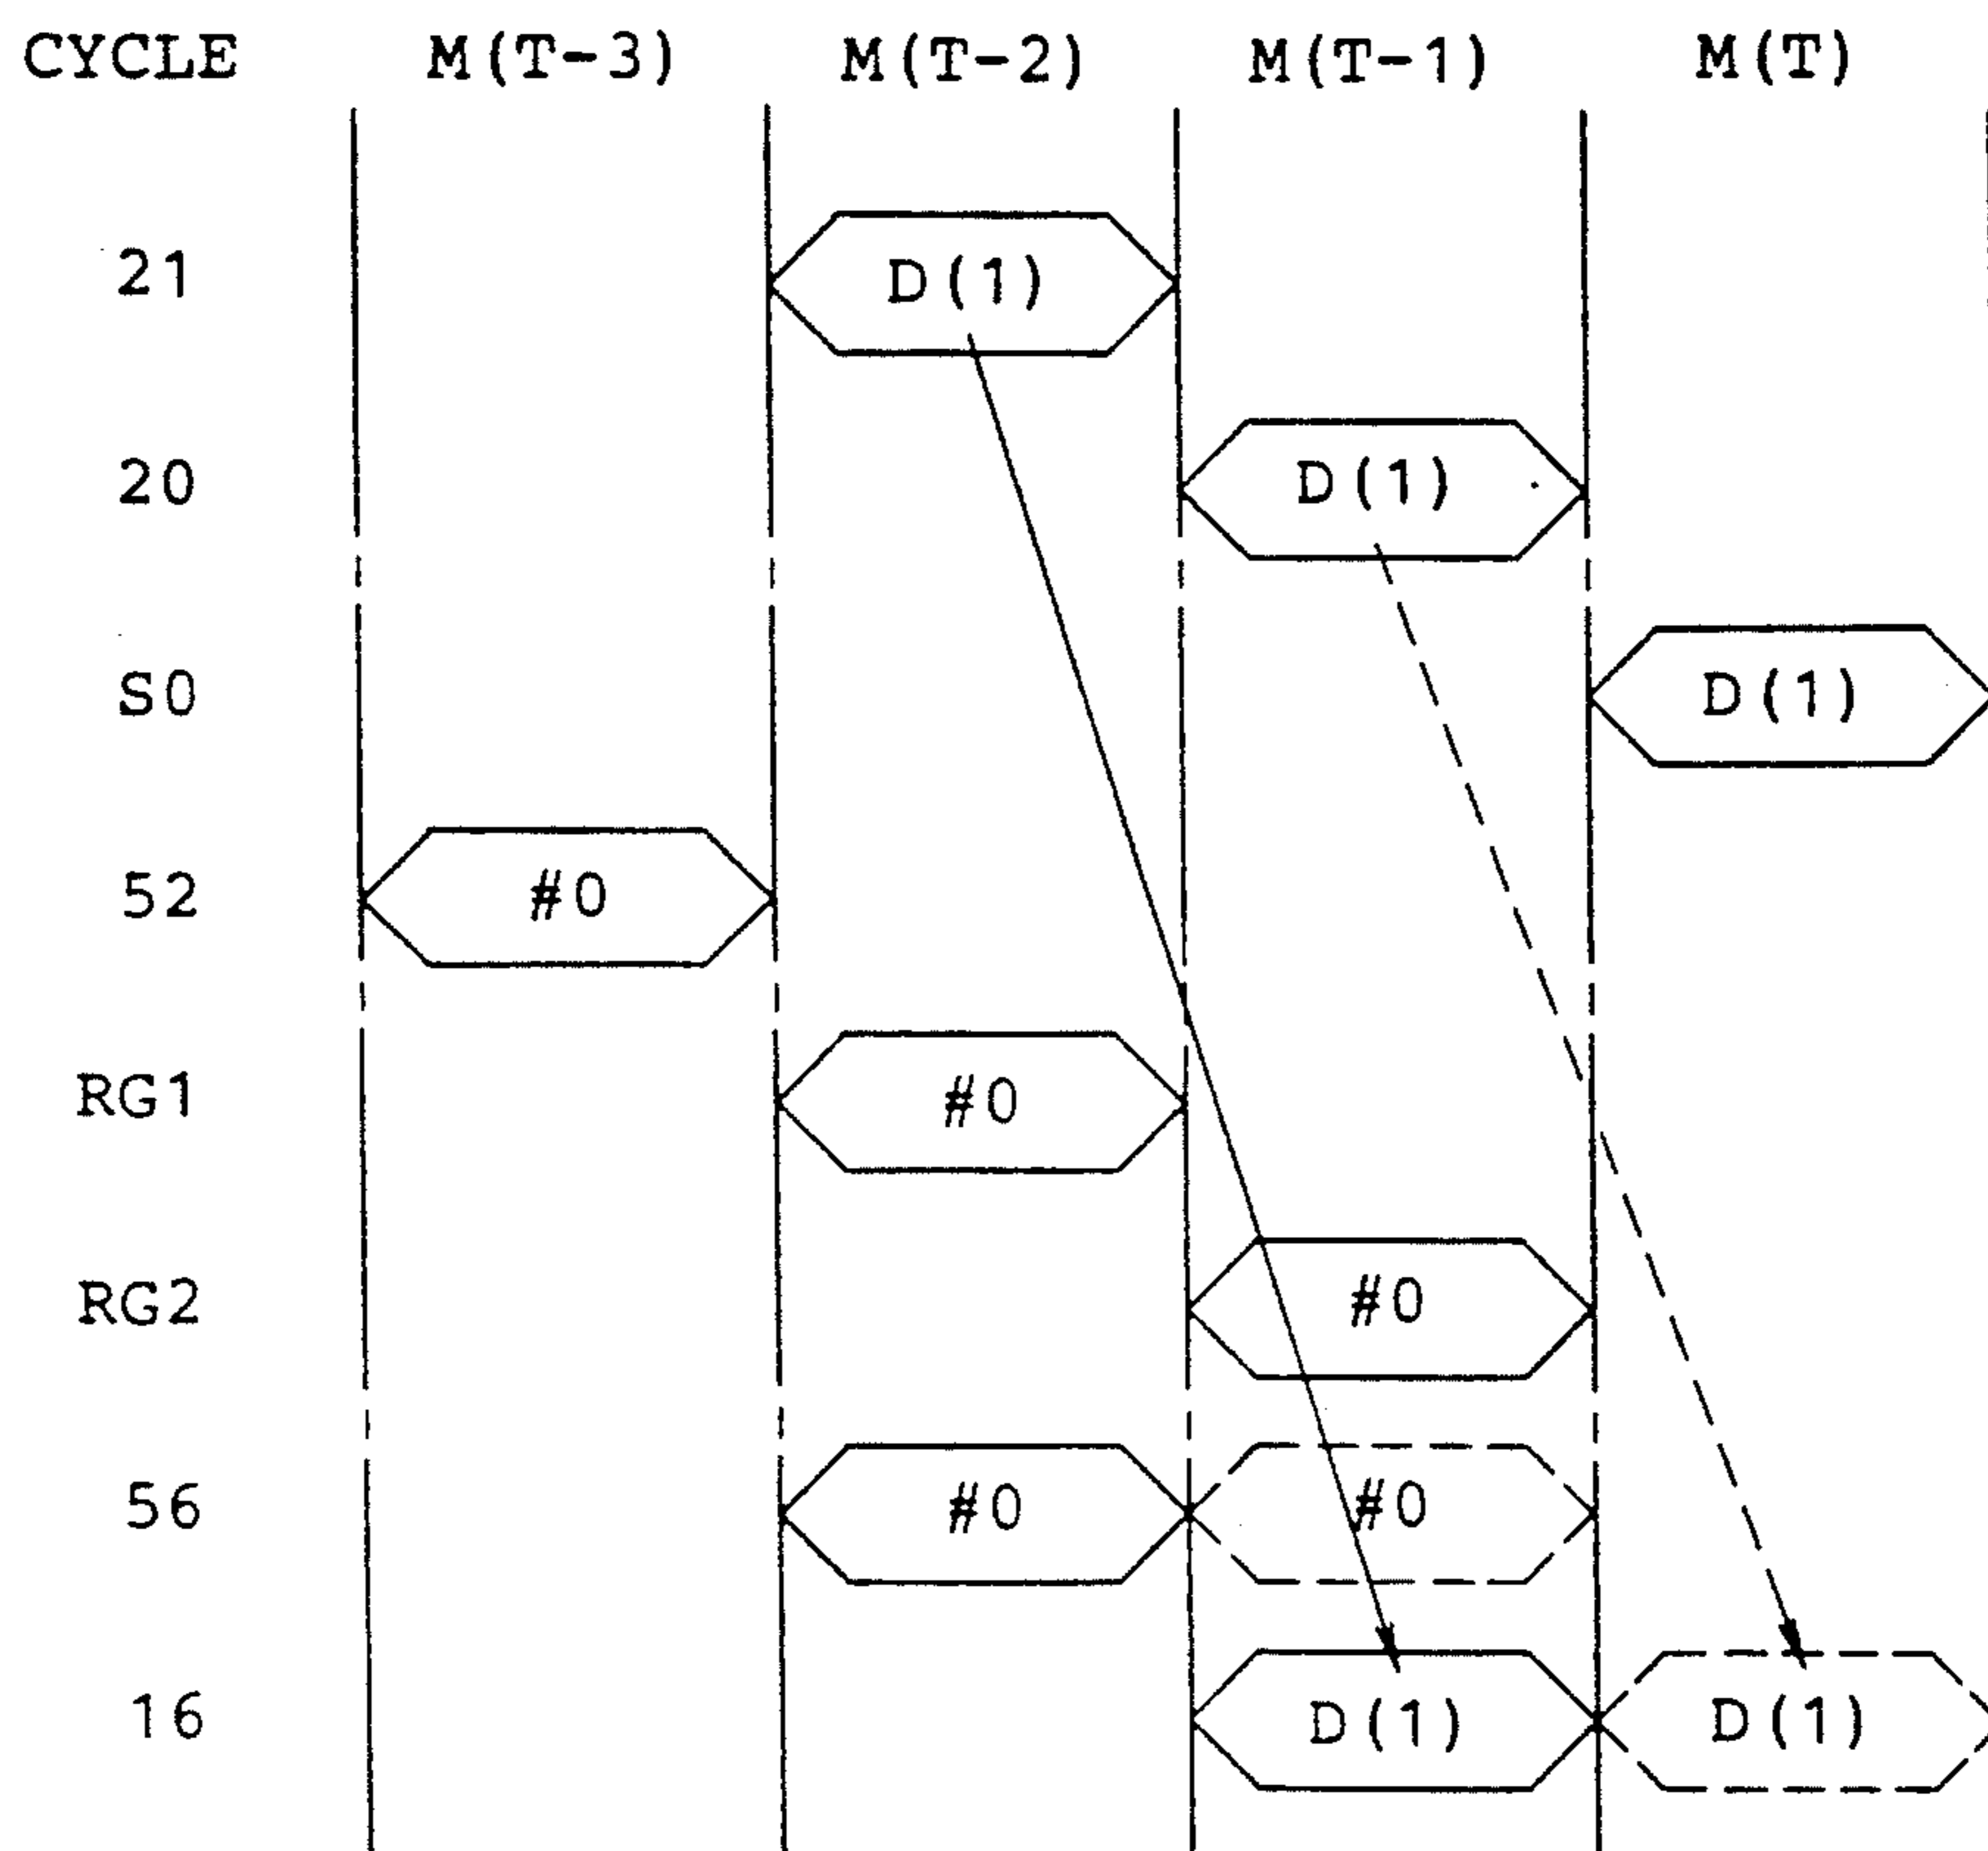 CYCLE M(T-3) M(T-2) M(T-1) M(T)
21 D(1)
20 D(1)
S0 D(1)
52 #0
RG1 #0
RG2 #0
56 #0 #0
16 D(1) D(1)